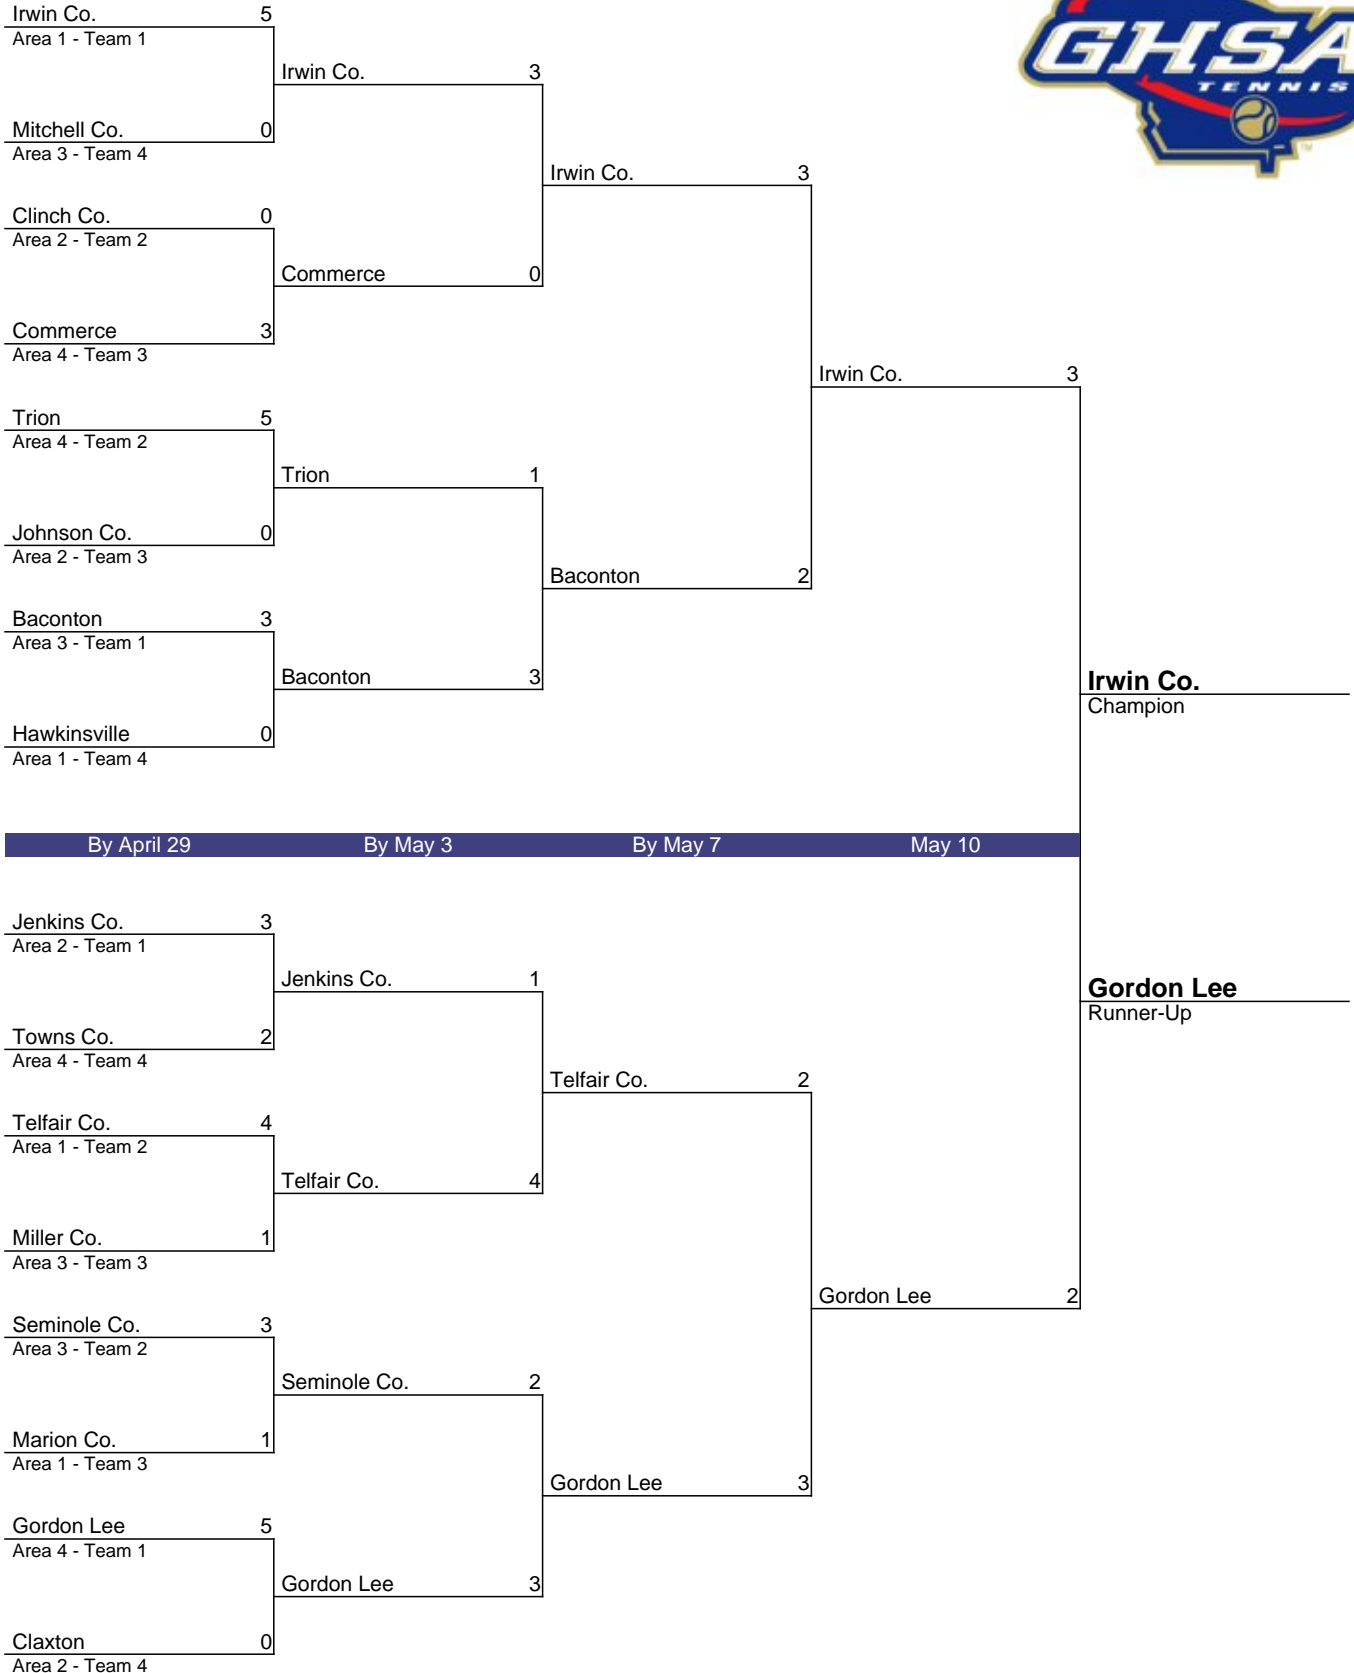 GHSA
TENNIS
TM
Irwin Co. 5
Area 1 - Team 1
Irwin Co. 3
Mitchell Co. 0
Area 3 - Team 4
Irwin Co. 3
Clinch Co. 0
Area 2 - Team 2
Commerce 0
Commerce 3
Area 4 - Team 3
Irwin Co. 3
Trion 5
Area 4 - Team 2
Trion 1
Johnson Co. 0
Area 2 - Team 3
Baconton 2
Baconton 3
Area 3 - Team 1
Baconton 3
Irwin Co.
Champion
Hawkinsville 0
Area 1 - Team 4
By April 29 By May 3 By May 7 May 10
Jenkins Co. 3
Area 2 - Team 1
Jenkins Co. 1
Gordon Lee
Runner-Up
Towns Co. 2
Area 4 - Team 4
Telfair Co. 2
Telfair Co. 4
Area 1 - Team 2
Telfair Co. 4
Miller Co. 1
Area 3 - Team 3
Gordon Lee 2
Seminole Co. 3
Area 3 - Team 2
Seminole Co. 2
Marion Co. 1
Area 1 - Team 3
Gordon Lee 3
Gordon Lee 5
Area 4 - Team 1
Gordon Lee 3
Claxton 0
Area 2 - Team 4